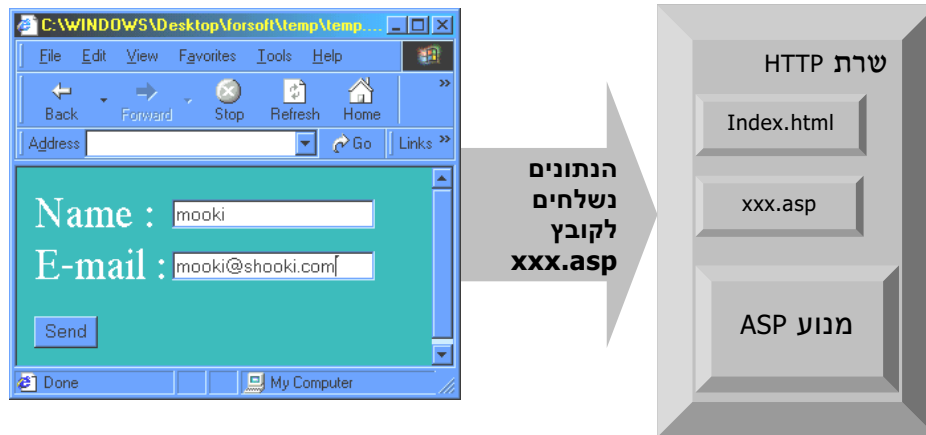 C:\WINDOWS\Desktop\forsoft\temp\temp....
File Edit View Favorites Tools Help
Back Forward Stop Refresh Home »
Address Go Links »
Name : mooki
E-mail : mooki@shooki.com
Send
Done My Computer
הנתונים
נשלחים
לקובץ
xxx.asp
שרת HTTP
Index.html
xxx.asp
מנוע ASP